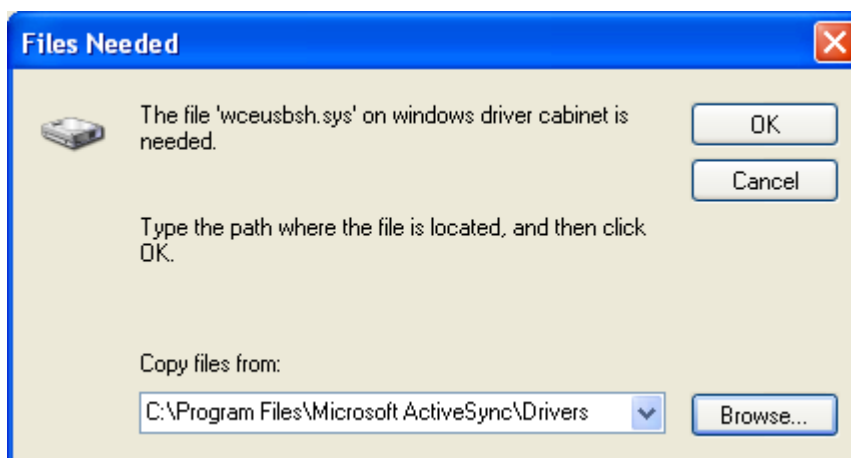 Files Needed
The file 'wceusbsh.sys' on windows driver cabinet is
needed.
OK
Cancel
Type the path where the file is located, and then click
OK.
Copy files from:
C:\Program Files\Microsoft ActiveSync\Drivers
Browse...